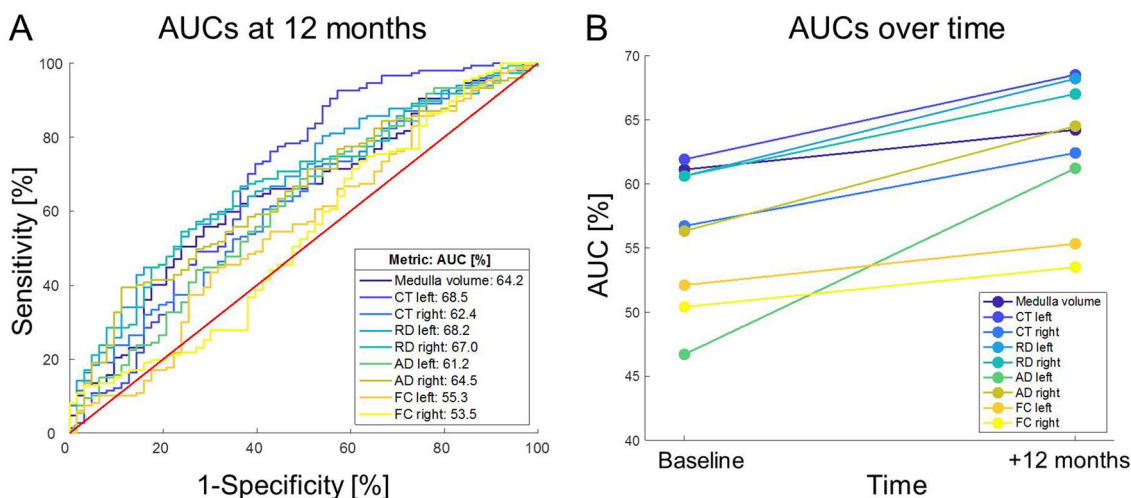 A
AUCs at 12 months
Sensitivity [%]
100
80
60
40
20
0
0
20
40
60
80
100
1-Specificity [%]
Metric: AUC [%]
Medulla volume: 64.2
CT left: 68.5
CT right: 62.4
RD left: 68.2
RD right: 67.0
AD left: 61.2
AD right: 64.5
FC left: 55.3
FC right: 53.5
B
AUCs over time
AUC [%]
70
65
60
55
50
45
40
Baseline
+12 months
Time
Medulla volume
CT left
CT right
RD left
RD right
AD left
AD right
FC left
FC right